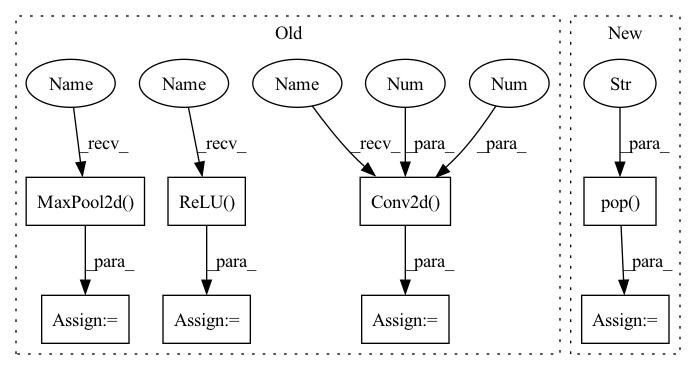 Old
New
Name
Name
Name
Num
Num
Str
_recv_
_recv_
_recv_
_para_
_para_
_para_
MaxPool2d()
ReLU()
Conv2d()
pop()
_para_
_para_
_para_
_para_
Assign:=
Assign:=
Assign:=
Assign:=